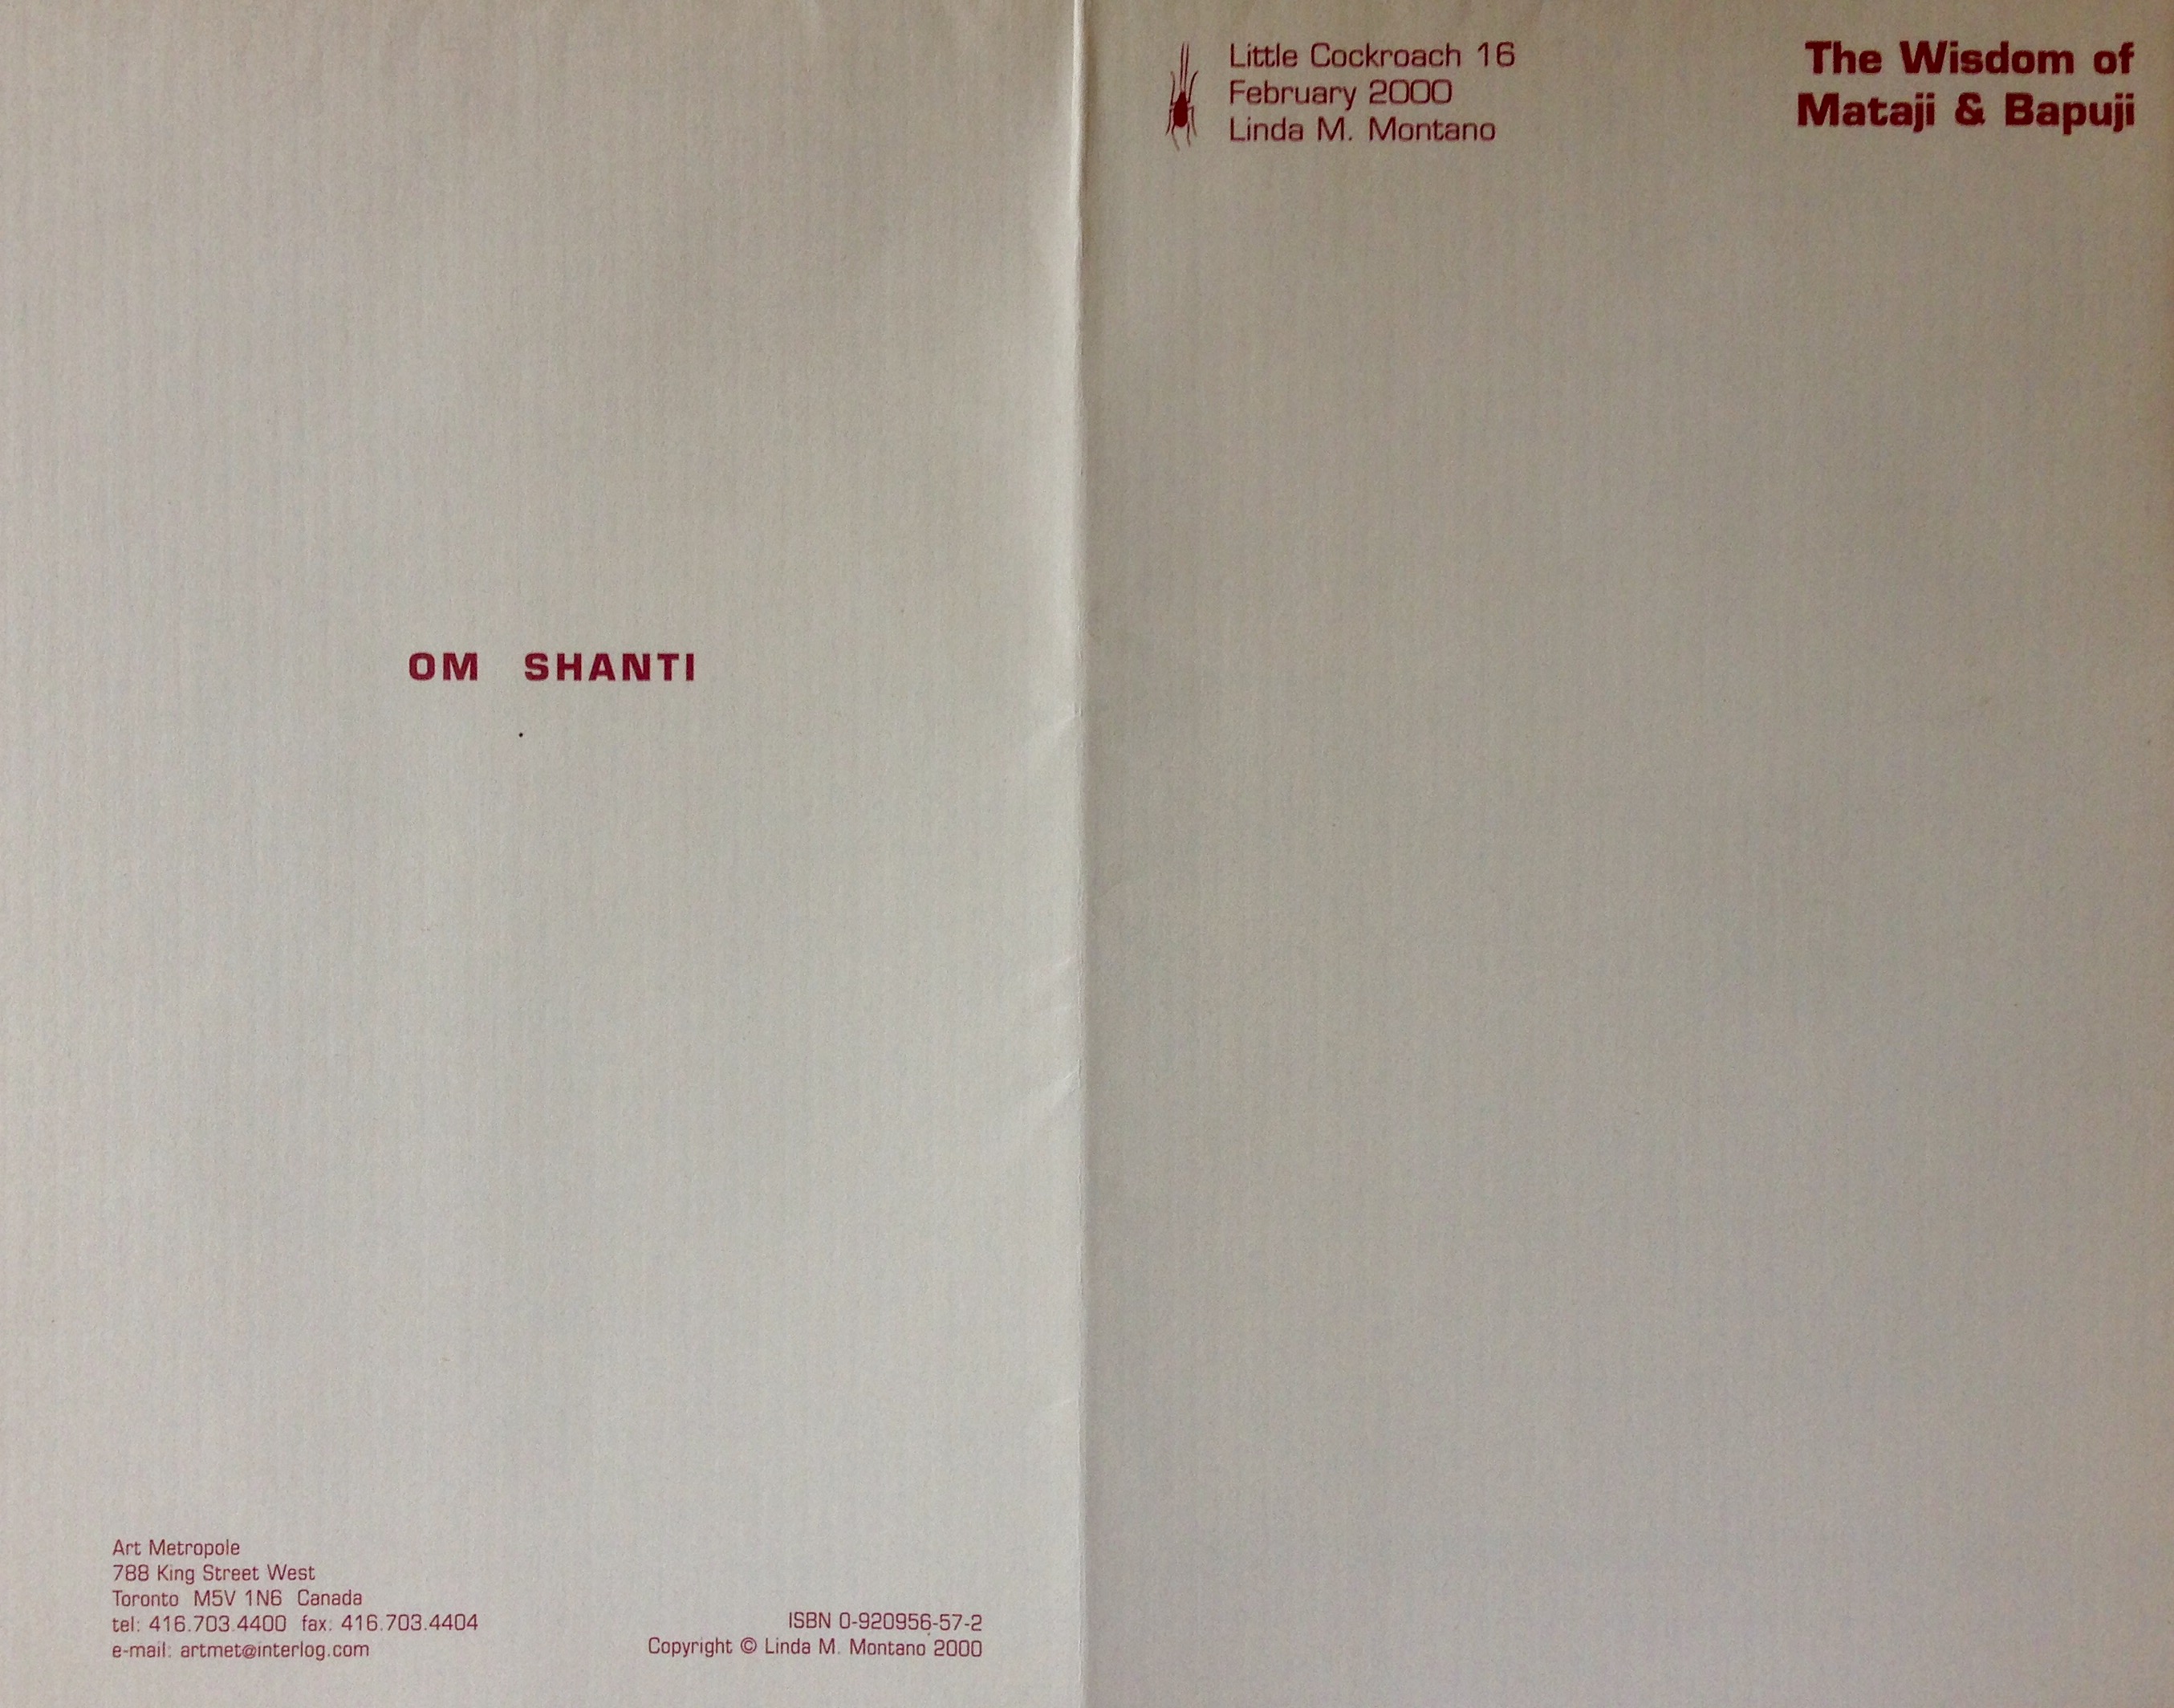 OM SHANTI
Art Metropole
788 King Street West
Toronto M5V 1N6 Canada
tel: 416.703.4400 fax: 416.703.4404
e-mail: artmet@interlog.com
ISBN 0-920956-57-2
Copyright © Linda M. Montano 2000
Little Cockroach 16
February 2000
Linda M. Montano
The Wisdom of
Mataji & Bapuji